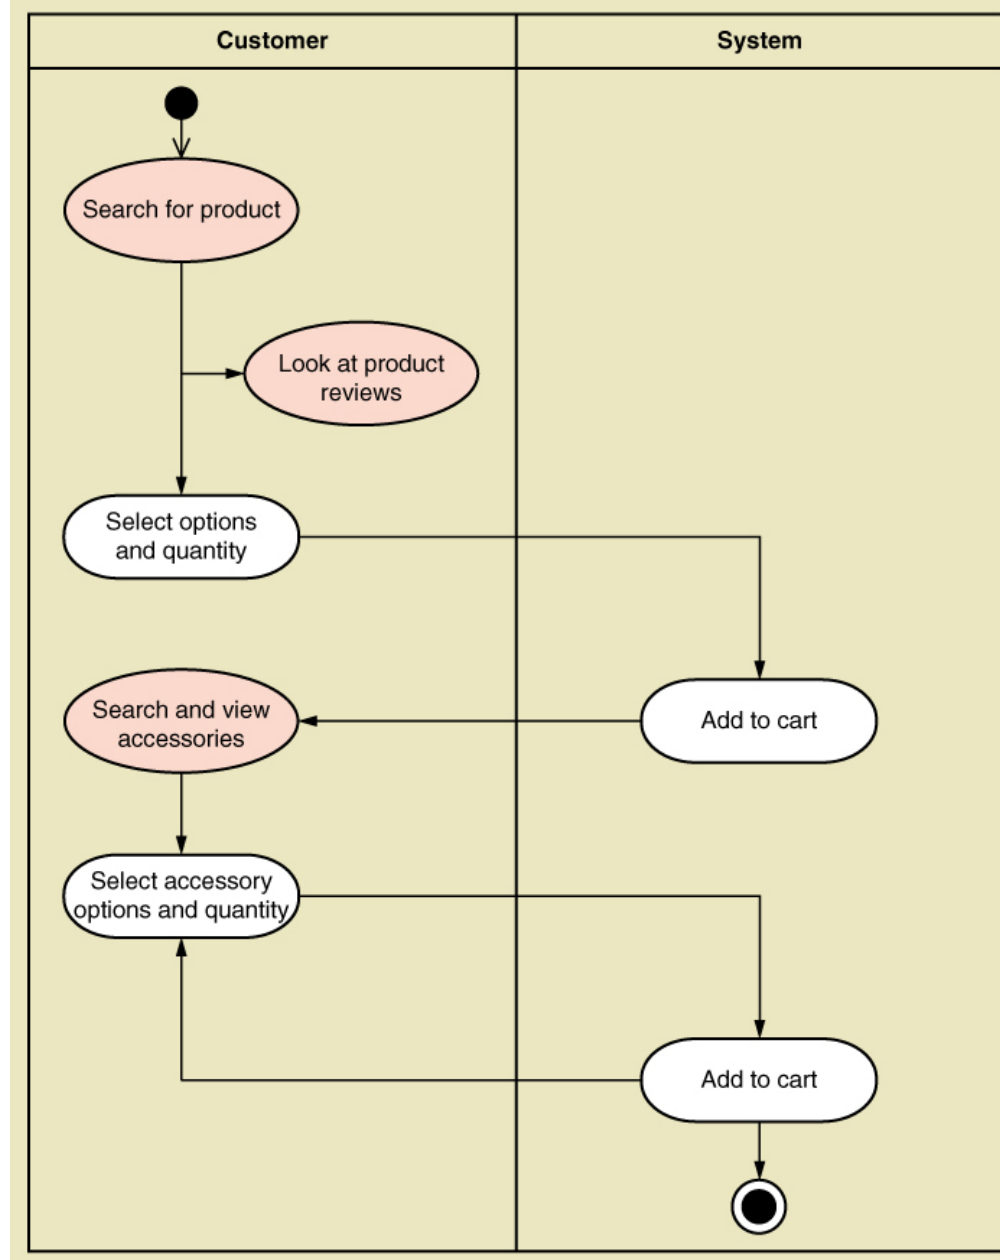 Customer
System
Search for product
Look at product
reviews
Select options
and quantity
Search and view
accessories
Add to cart
Select accessory
options and quantity
Add to cart